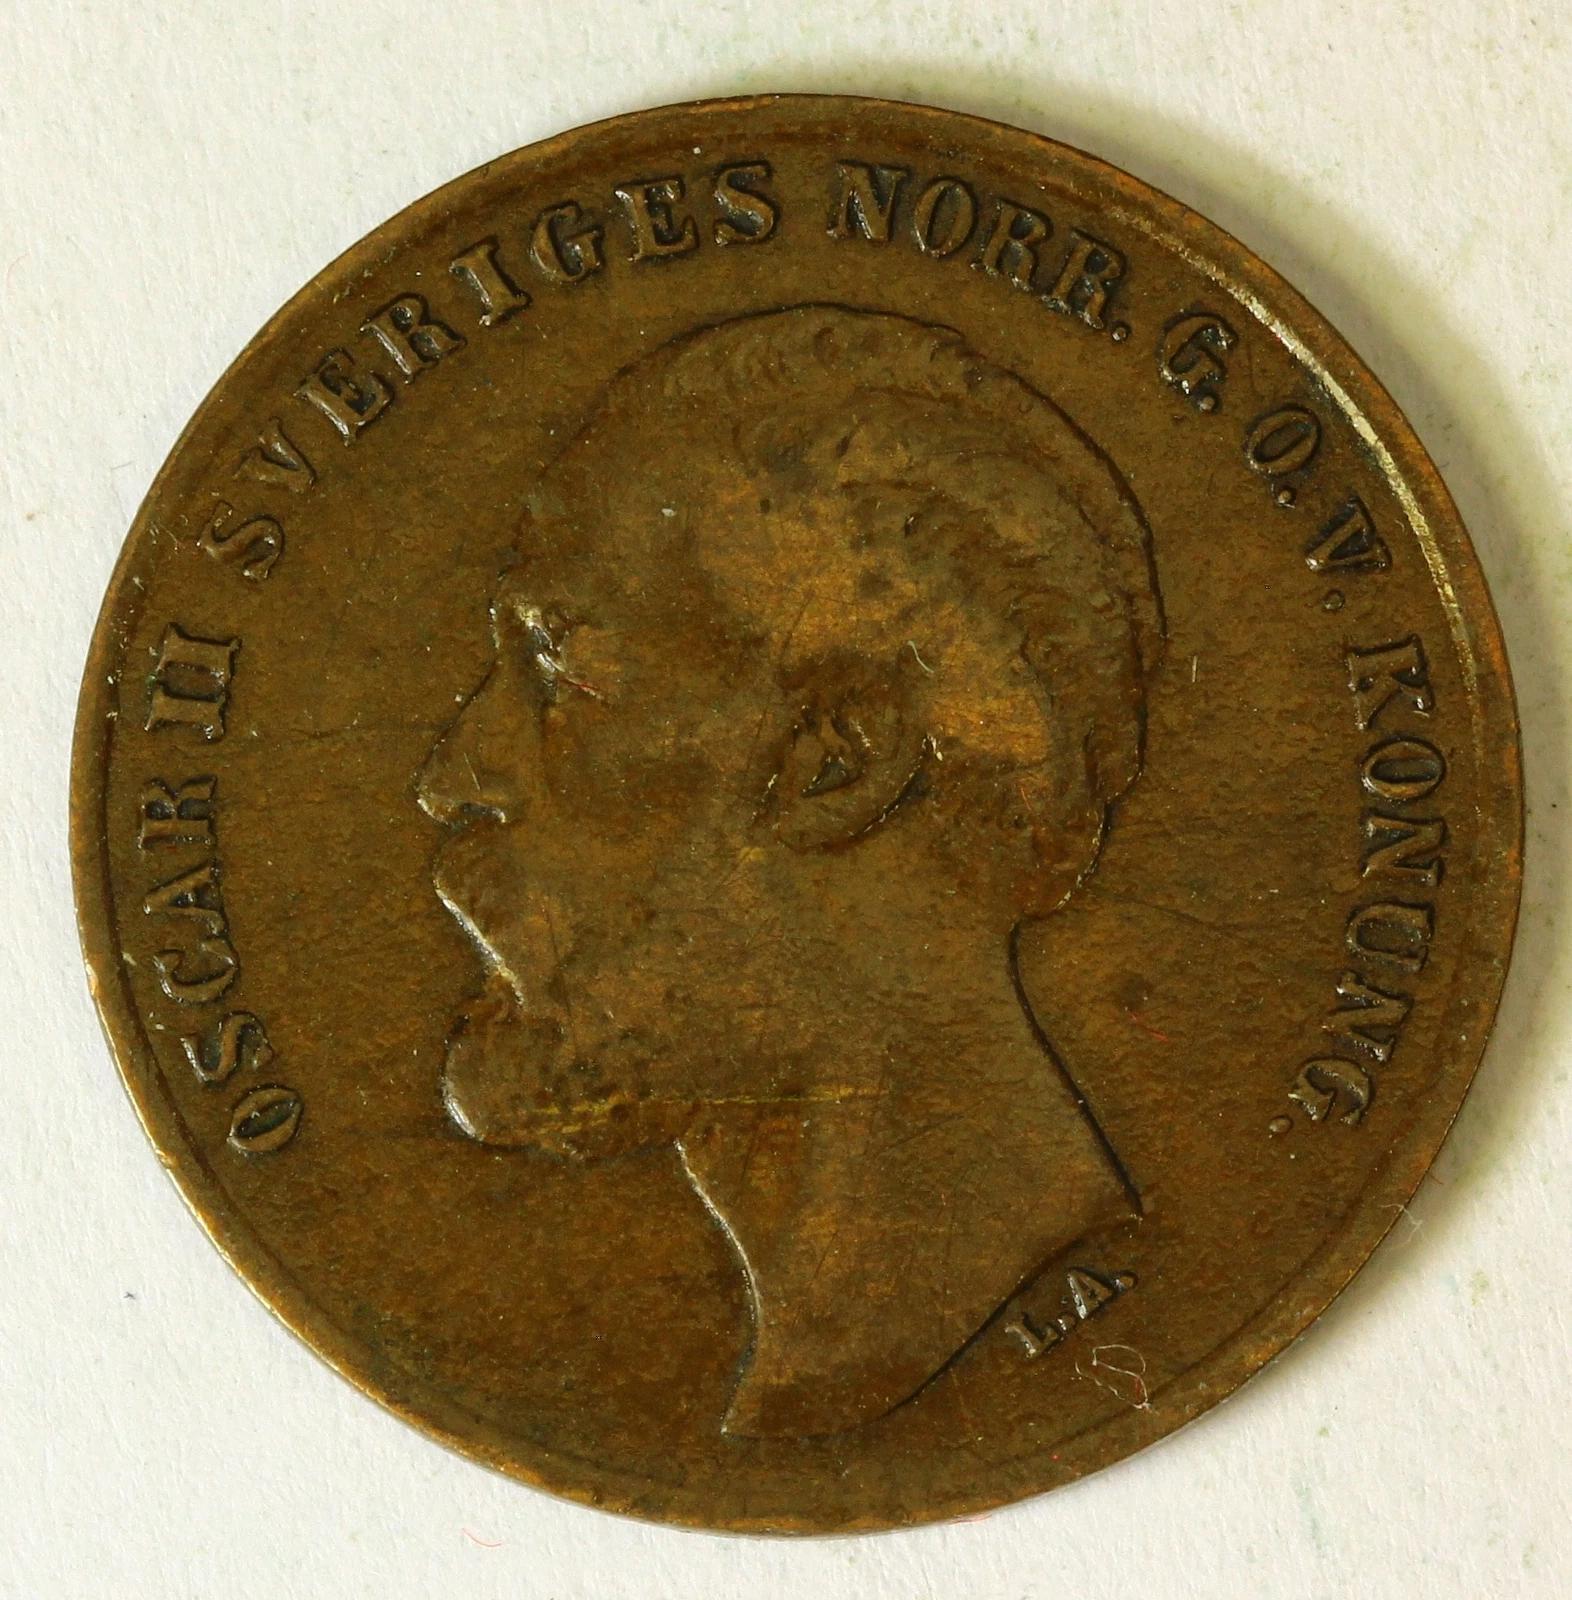 OSCAR II SVERIGES NORR. G. O. V. KONUNG.
L.A.